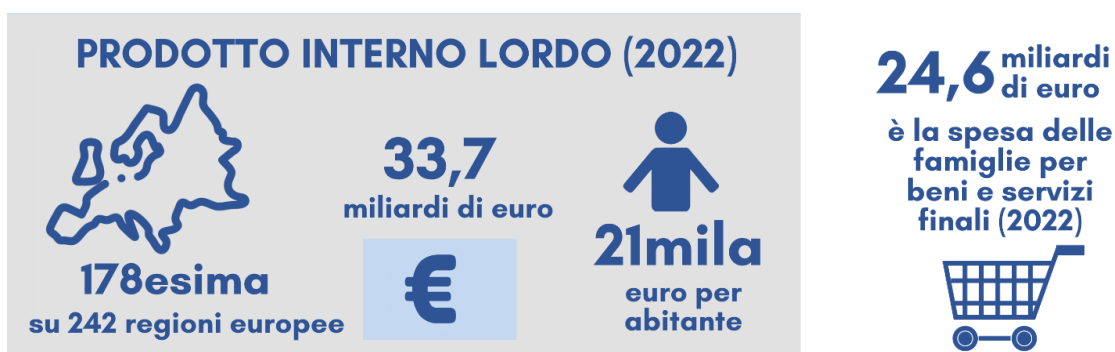 PRODOTTO INTERNO LORDO (2022)
178esima
su 242 regioni europee
33,7
miliardi di euro
€
21mila
euro per
abitante
24,6 miliardi
di euro
è la spesa delle
famiglie per
beni e servizi
finali (2022)